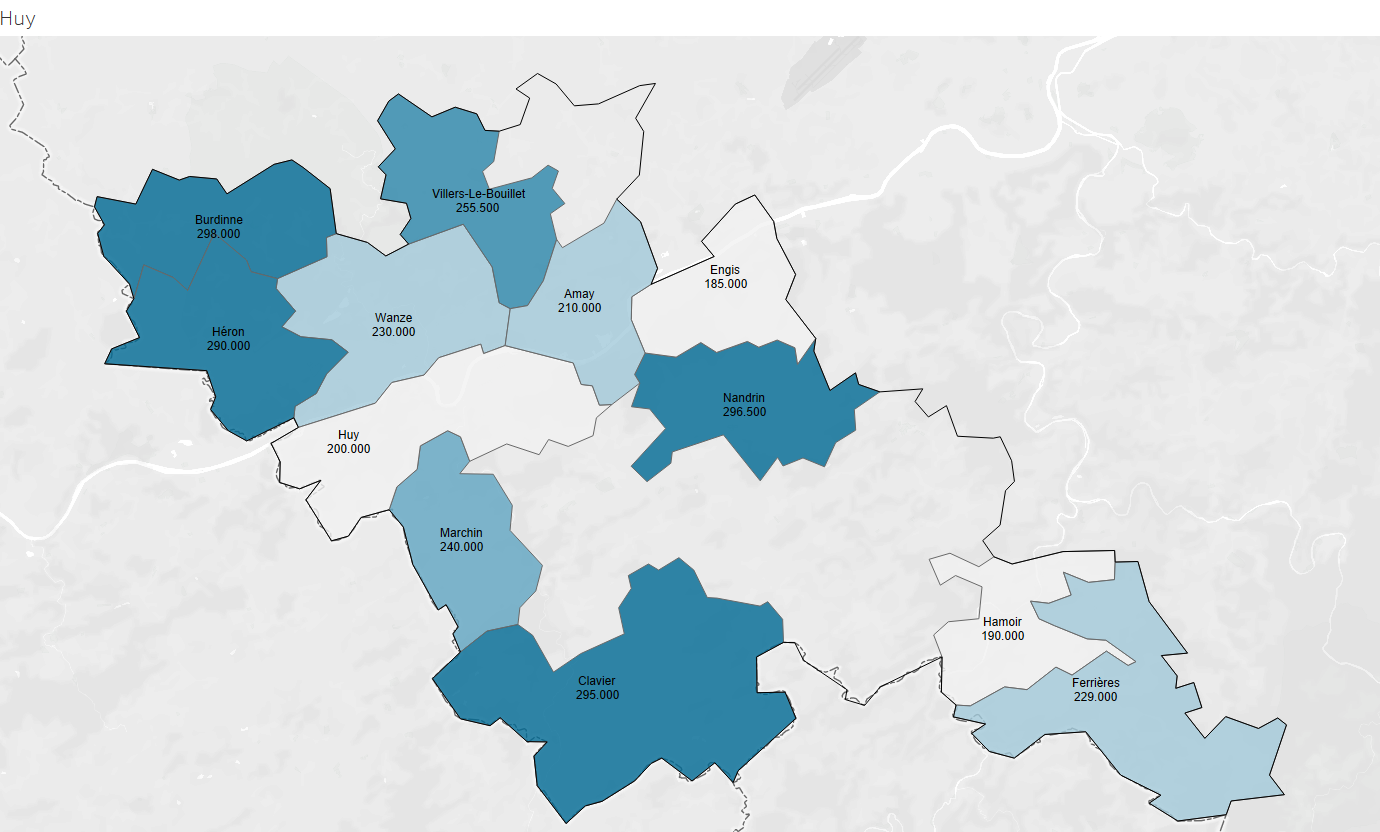 Huy
Villers-Le-Bouillet
255.500
Burdinne
298.000
Engis
185.000
Amay
210.000
Wanze
230.000
Héron
290.000
Nandrin
296.500
Huy
200.000
Marchin
240.000
Hamoir
190.000
Clavier
295.000
Ferrières
229.000